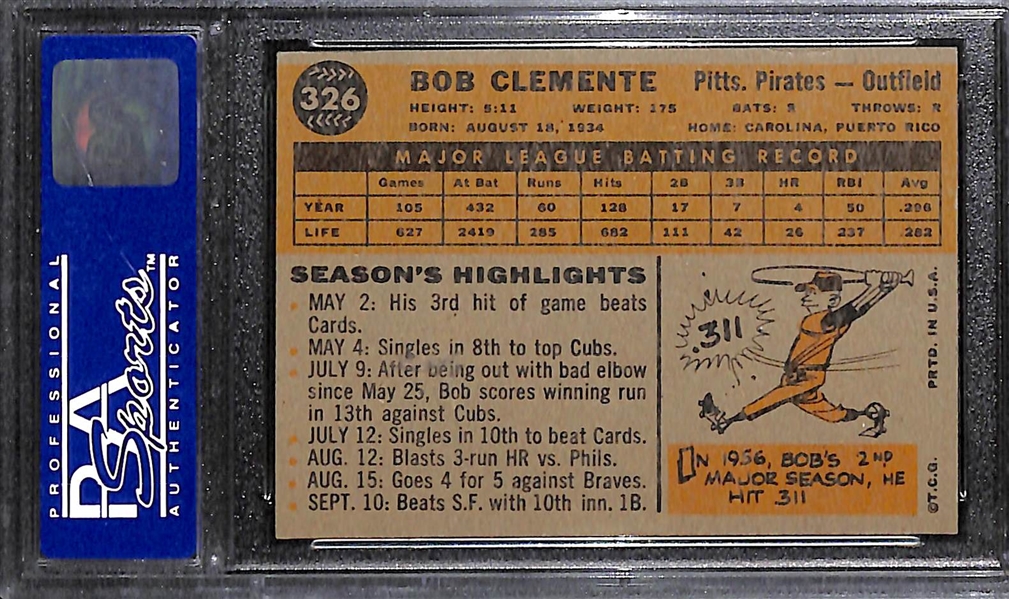 PROFESSIONAL
PSA
Sports™
AUTHENTICATOR
326
BOB CLEMENTE Pitts. Pirates — Outfield
HEIGHT: 5:11 WEIGHT: 175 BATS: R THROWS: R
BORN: AUGUST 18, 1934 HOME: CAROLINA, PUERTO RICO
MAJOR LEAGUE BATTING RECORD
Games At Bat Runs Hits 2B 3B HR RBI Avg
YEAR 105 432 60 128 17 7 4 50 .296
LIFE 627 2419 285 682 111 42 26 237 .282
SEASON'S HIGHLIGHTS
• MAY 2: His 3rd hit of game beats
Cards.
• MAY 4: Singles in 8th to top Cubs.
• JULY 9: After being out with bad elbow
since May 25, Bob scores winning run
in 13th against Cubs.
• JULY 12: Singles in 10th to beat Cards.
• AUG. 12: Blasts 3-run HR vs. Phils.
• AUG. 15: Goes 4 for 5 against Braves.
• SEPT. 10: Beats S.F. with 10th inn. 1B.
.311
IN 1956, BOB'S 2ND
MAJOR SEASON, HE
HIT .311
©T.C.G. PRTD. IN U.S.A.